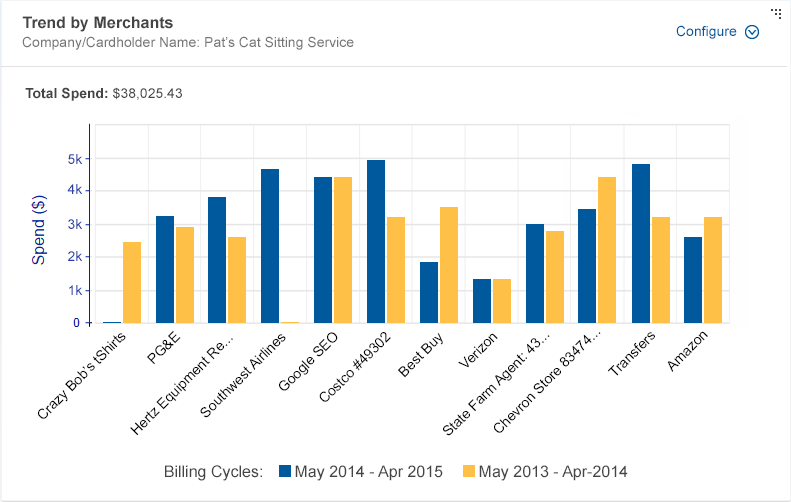 Trend by Merchants
Company/Cardholder Name: Pat's Cat Sitting Service
Configure
Total Spend: $38,025.43
Spend ($)
5k
4k
3k
2k
1k
0
Crazy Bob's tShirts
PG&E
Hertz Equipment Re...
Southwest Airlines
Google SEO
Costco #49302
Best Buy
Verizon
State Farm Agent: 43...
Chevron Store 83474...
Transfers
Amazon
Billing Cycles: May 2014 - Apr 2015 May 2013 - Apr-2014